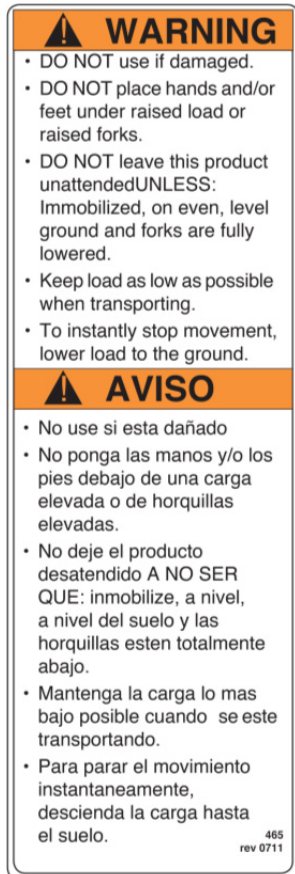 WARNING
• DO NOT use if damaged.
• DO NOT place hands and/or
feet under raised load or
raised forks.
• DO NOT leave this product
unattendedUNLESS:
Immobilized, on even, level
ground and forks are fully
lowered.
• Keep load as low as possible
when transporting.
• To instantly stop movement,
lower load to the ground.
AVISO
• No use si esta dañado
• No ponga las manos y/o los
pies debajo de una carga
elevada o de horquillas
elevadas.
• No deje el producto
desatendido A NO SER
QUE: inmobilize, a nivel,
a nivel del suelo y las
horquillas esten totalmente
abajo.
• Mantenga la carga lo mas
bajo posible cuando se este
transportando.
• Para parar el movimiento
instantaneamente,
descienda la carga hasta
el suelo.
465
rev 0711